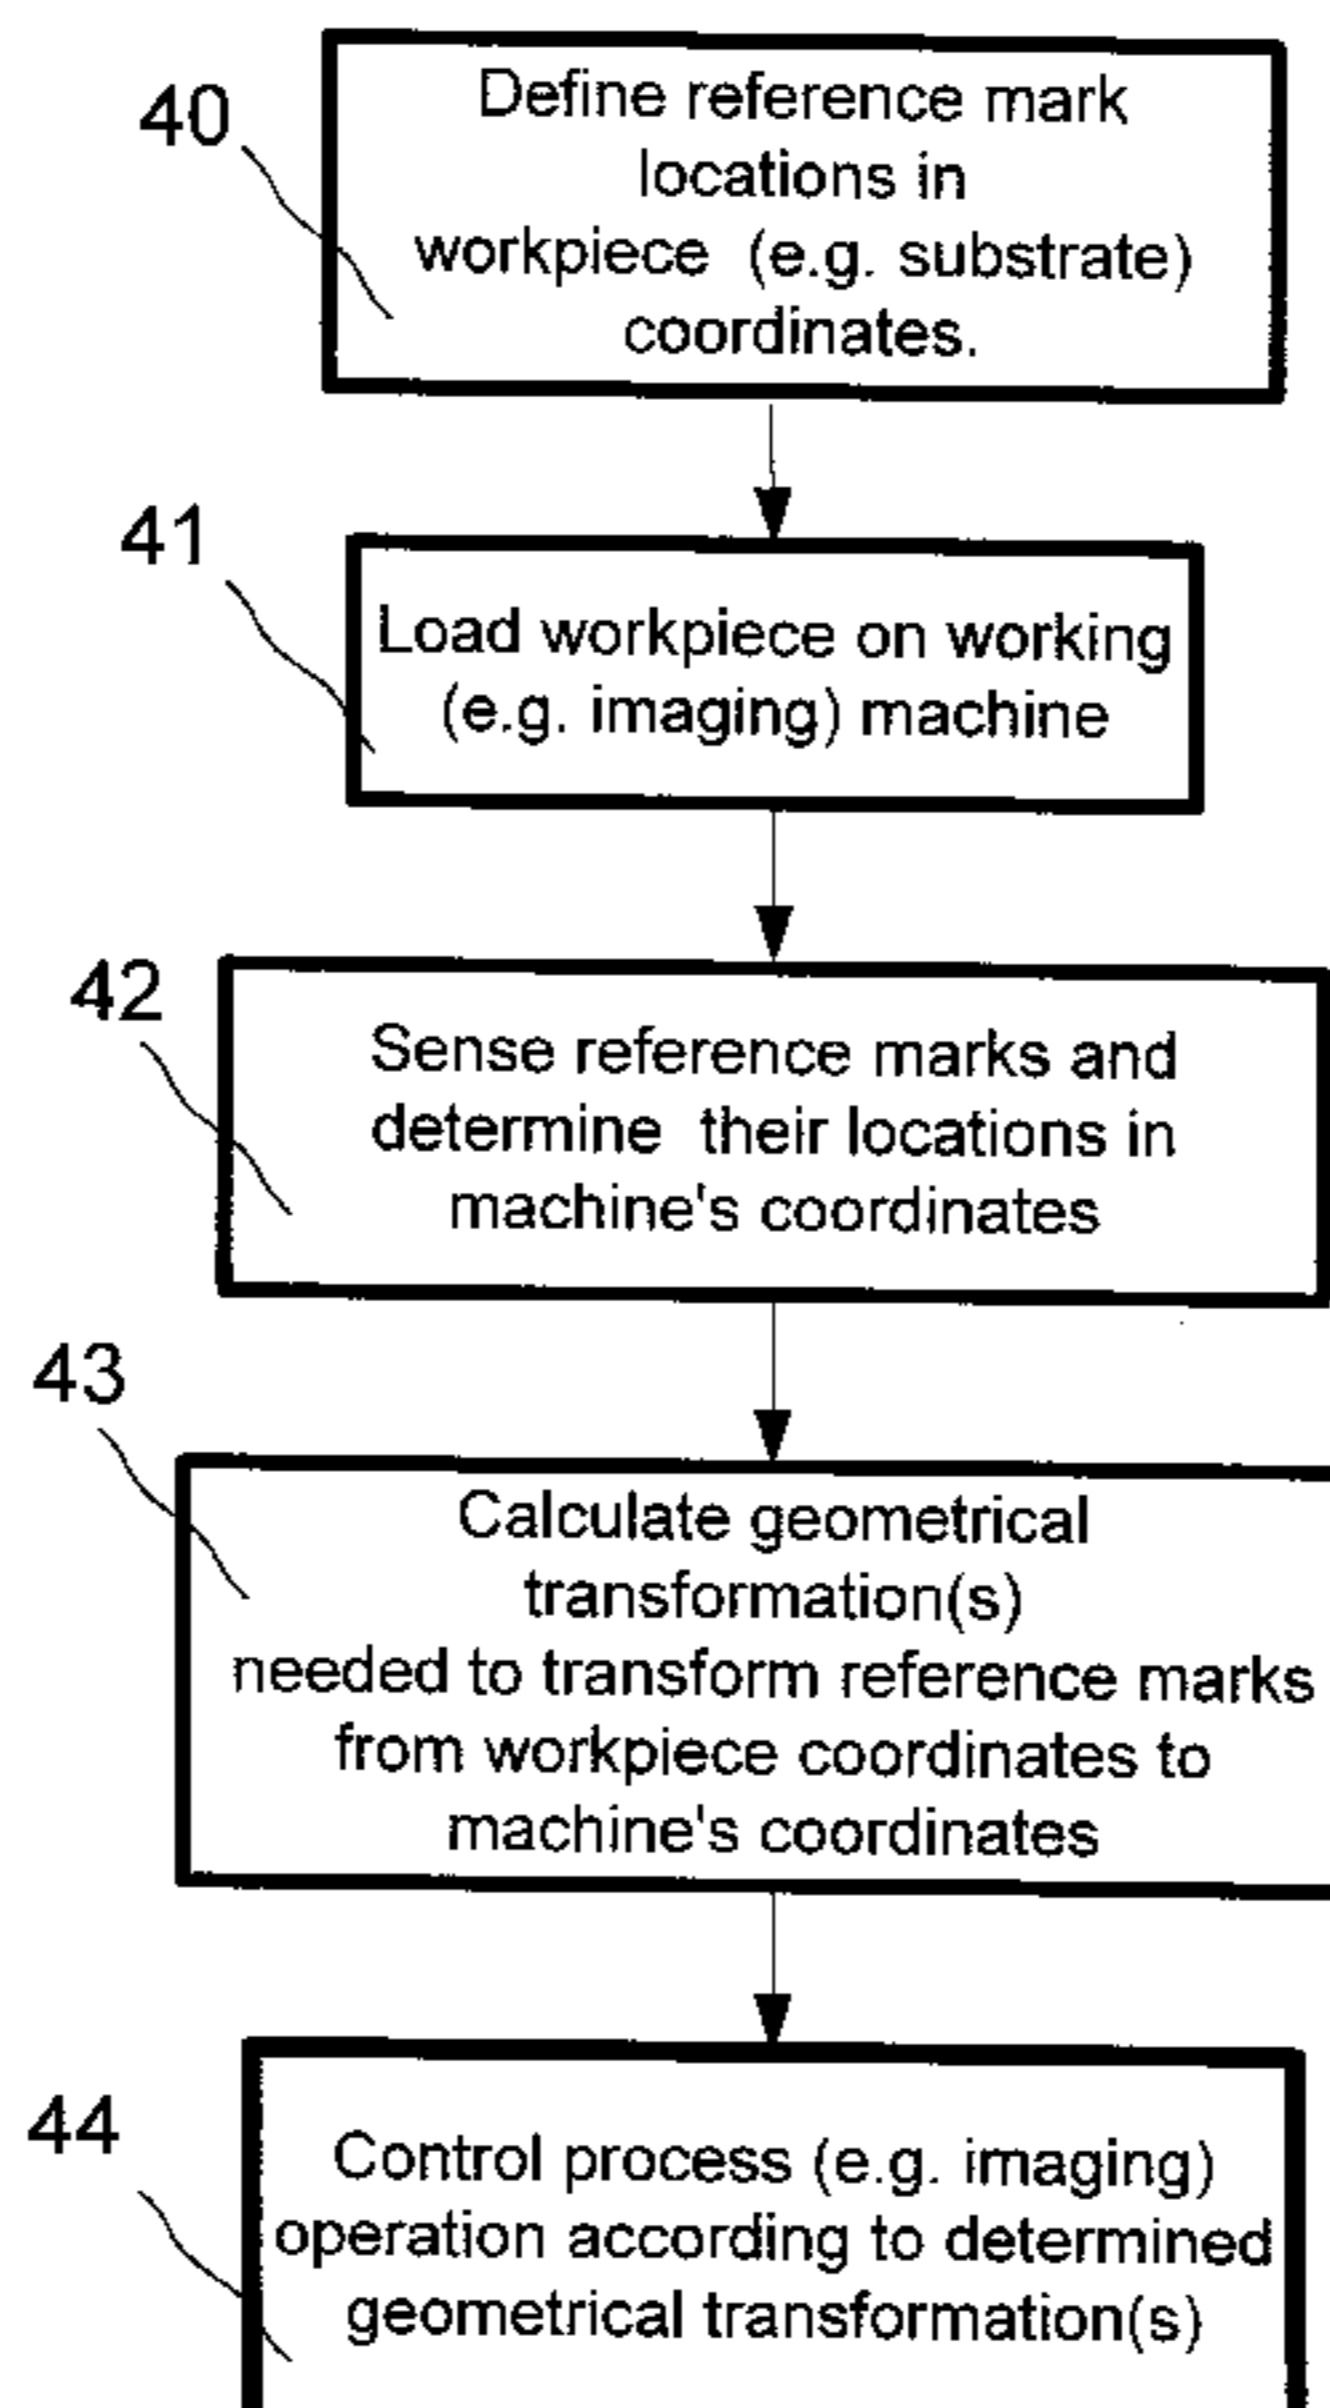 40
Define reference mark
locations in
workpiece (e.g. substrate)
coordinates.
41
Load workpiece on working
(e.g. imaging) machine
42
Sense reference marks and
determine their locations in
machine's coordinates
43
Calculate geometrical
transformation(s)
needed to transform reference marks
from workpiece coordinates to
machine's coordinates
44
Control process (e.g. imaging)
operation according to determined
geometrical transformation(s)